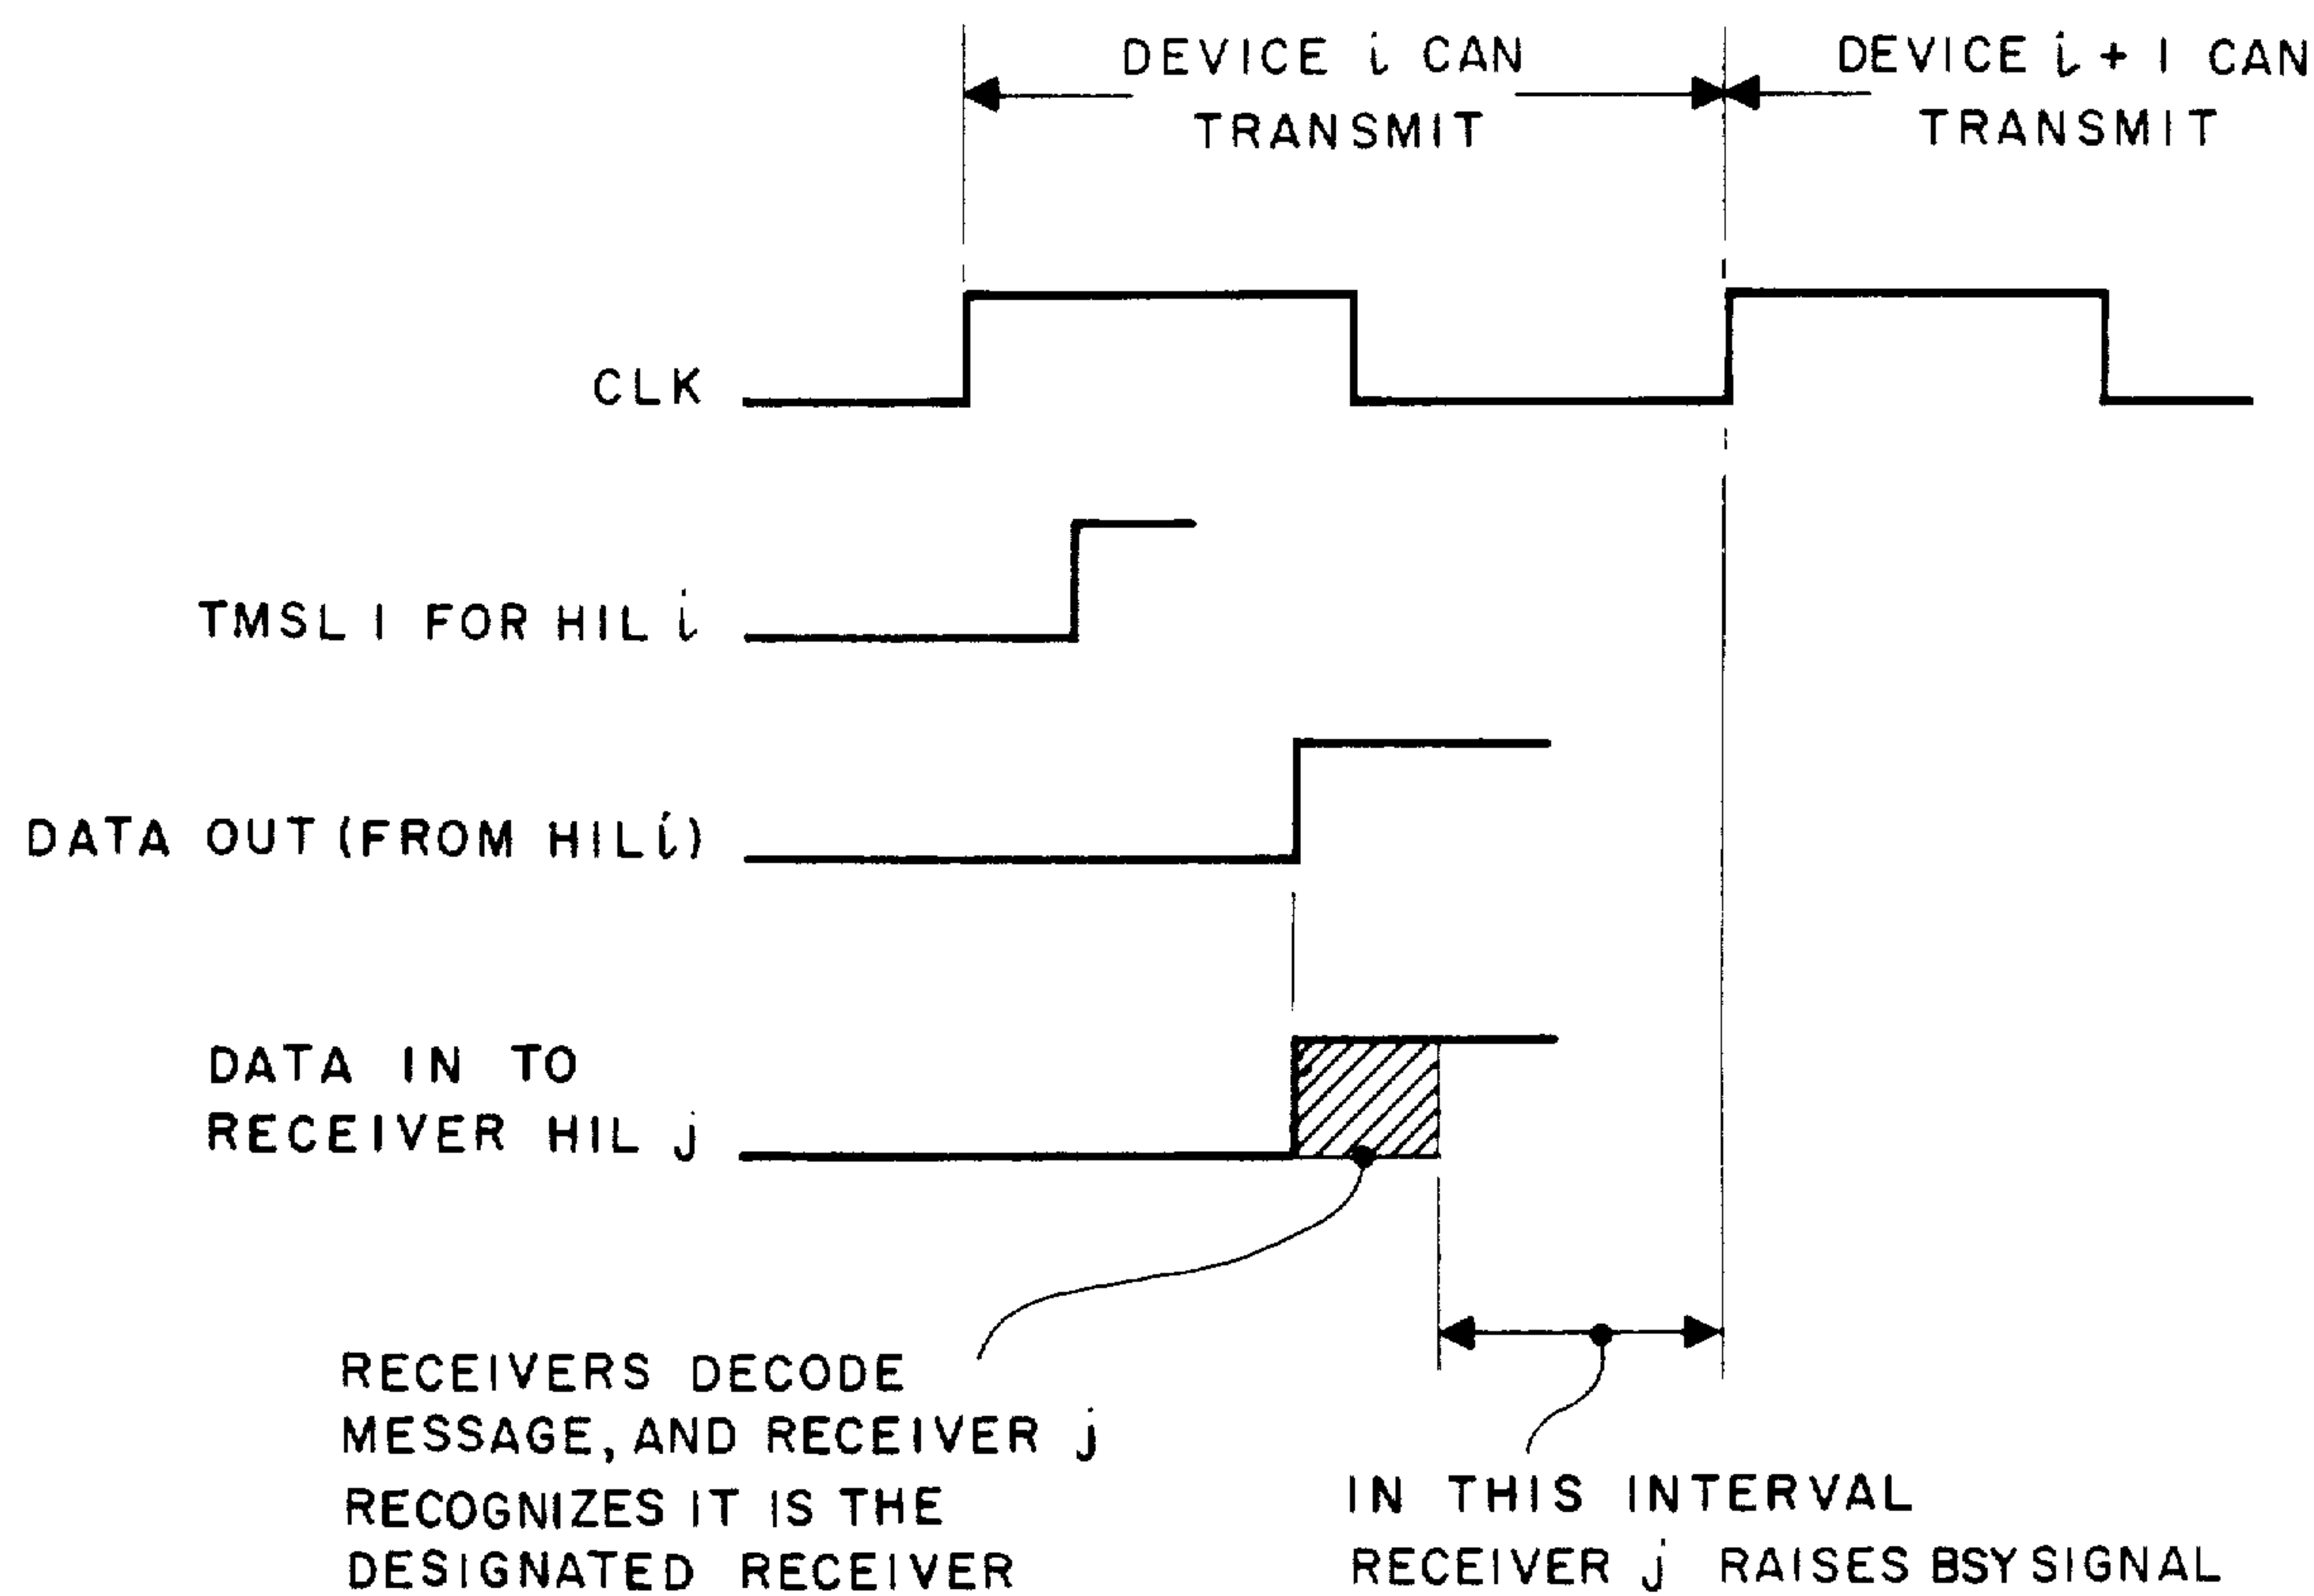 DEVICE i CAN
TRANSMIT
DEVICE i + 1 CAN
TRANSMIT
CLK
TMSL 1 FOR HIL i
DATA OUT (FROM HIL i)
DATA IN TO
RECEIVER HIL j
RECEIVERS DECODE
MESSAGE, AND RECEIVER j
RECOGNIZES IT IS THE
DESIGNATED RECEIVER
IN THIS INTERVAL
RECEIVER j RAISES BSY SIGNAL